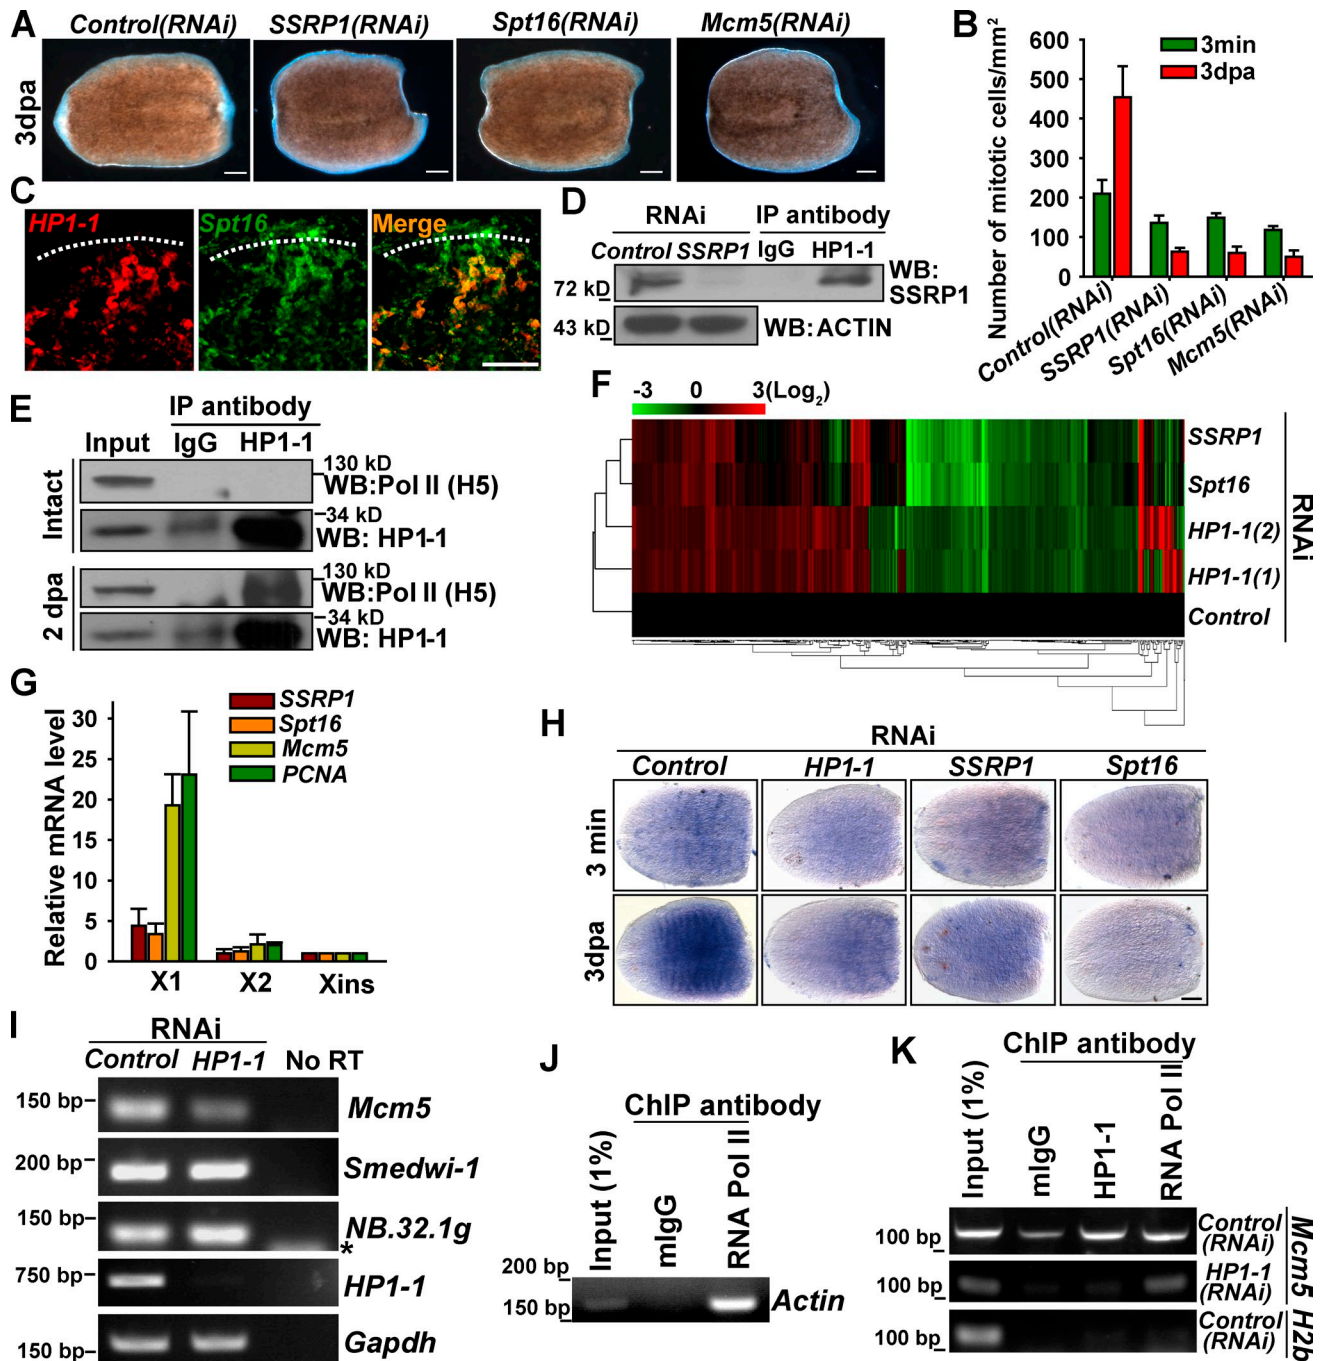 A
Control(RNAi) SSRP1(RNAi) Spt16(RNAi) Mcm5(RNAi)
3dpa
B
Number of mitotic cells/mm2
600
500
400
300
200
100
0
3min
3dpa
Control(RNAi)
SSRP1(RNAi)
Spt16(RNAi)
Mcm5(RNAi)
C
HP1-1 Spt16 Merge
D
RNAi IP antibody
Control SSRP1 IgG HP1-1
72 kD
WB:
SSRP1
43 kD
WB:ACTIN
E
IP antibody
Input IgG HP1-1
Intact
130 kD
WB:Pol II (H5)
34 kD
WB: HP1-1
2 dpa
130 kD
WB:Pol II (H5)
34 kD
WB: HP1-1
F
-3 0 3(Log2)
SSRP1
Spt16
HP1-1(2)
HP1-1(1)
Control
RNAi
G
Relative mRNA level
30
25
20
15
10
5
0
SSRP1
Spt16
Mcm5
PCNA
X1 X2 Xins
H
RNAi
Control HP1-1 SSRP1 Spt16
3 min
3dpa
I
RNAi
Control HP1-1 No RT
150 bp Mcm5
200 bp Smedwi-1
150 bp NB.32.1g
*
750 bp HP1-1
150 bp Gapdh
J
ChIP antibody
Input (1%)
mIgG
RNA Pol II
200 bp
150 bp
Actin
K
ChIP antibody
Input (1%)
mIgG
HP1-1
RNA Pol II
100 bp
Control
(RNAi)
100 bp
HP1-1
(RNAi)
Mcm5
100 bp
Control
(RNAi)
H2b